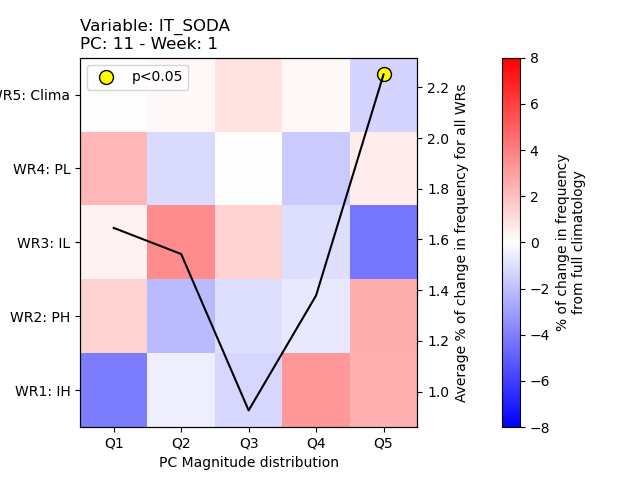 Variable: IT_SODA
PC: 11 - Week: 1
p<0.05
WR5: Clima
WR4: PL
WR3: IL
WR2: PH
WR1: IH
Q1 Q2 Q3 Q4 Q5
PC Magnitude distribution
2.2
2.0
1.8
1.6
1.4
1.2
1.0
Average % of change in frequency for all WRs
8
6
4
2
0
−2
−4
−6
−8
% of change in frequency
from full climatology